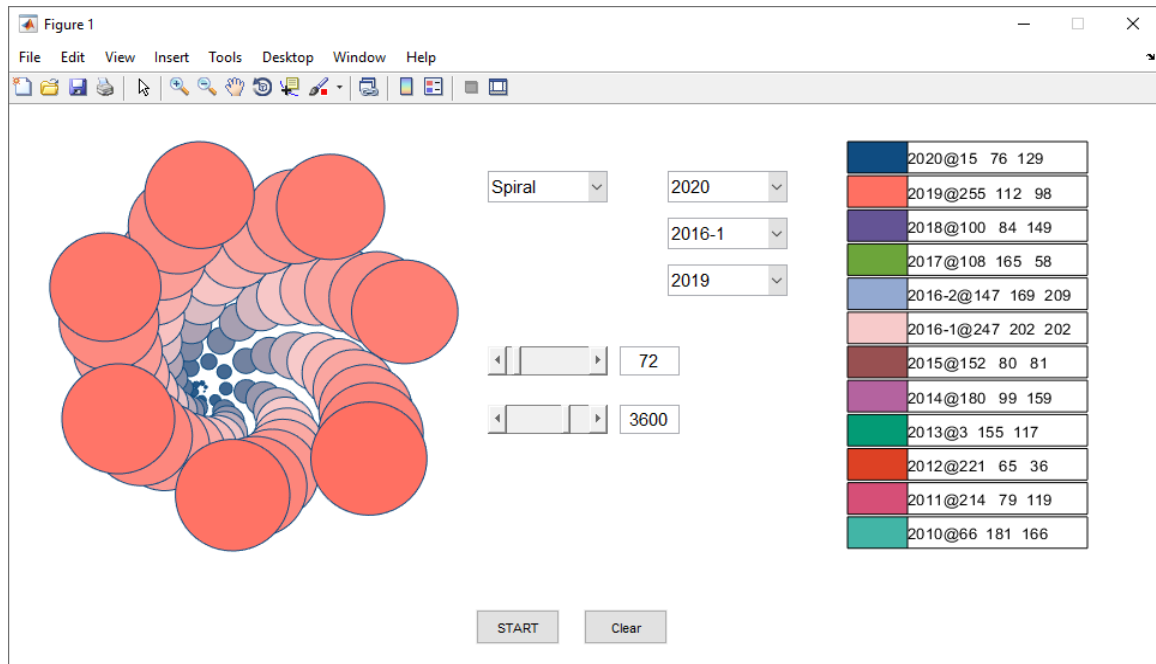 Figure 1
File Edit View Insert Tools Desktop Window Help
Spiral
2020
2016-1
2019
72
3600
2020@15 76 129
2019@255 112 98
2018@100 84 149
2017@108 165 58
2016-2@147 169 209
2016-1@247 202 202
2015@152 80 81
2014@180 99 159
2013@3 155 117
2012@221 65 36
2011@214 79 119
2010@66 181 166
START Clear